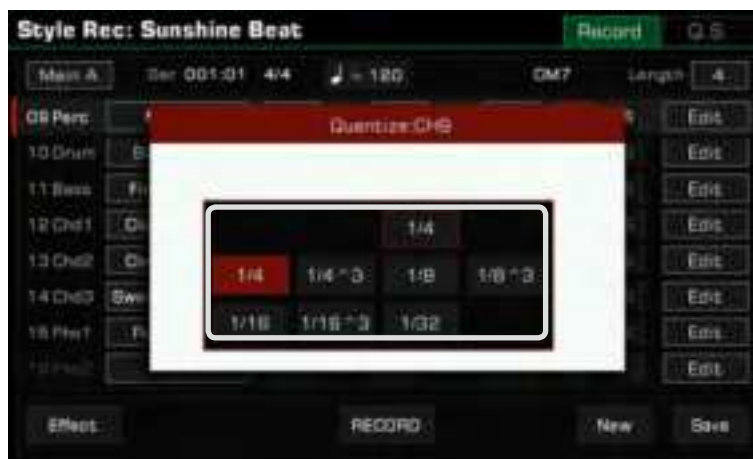 Style Rec: Sunshine Beat Record Q.S
Main A Bar 001:01 4/4 = 120 CM7 Length 4
09 Perc Edit
Quantize:CH9
10 Drum Edit
11 Bass Edit
12 Chd1 Edit
13 Chd2 Edit
14 Chd3 Edit
15 Phr1 Edit
Edit
1/4
1/4 1/4^3 1/8 1/8^3
1/16 1/16^3 1/32
Effect RECORD New Save